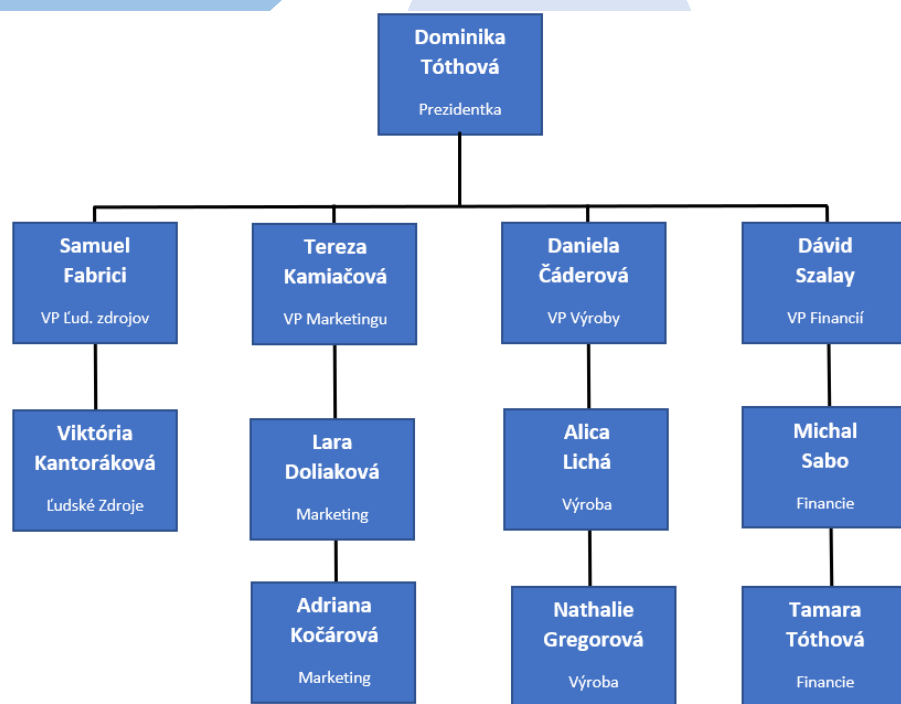 Dominika
Tóthová
Prezidentka
Samuel
Fabrici
VP Ľud. zdrojov
Tereza
Kamiačová
VP Marketingu
Daniela
Čáderová
VP Výroby
Dávid
Szalay
VP Financií
Viktória
Kantoráková
Ľudské Zdroje
Lara
Doliaková
Marketing
Alica
Lichá
Výroba
Michal
Sabo
Financie
Adriana
Kočárová
Marketing
Nathalie
Gregorová
Výroba
Tamara
Tóthová
Financie